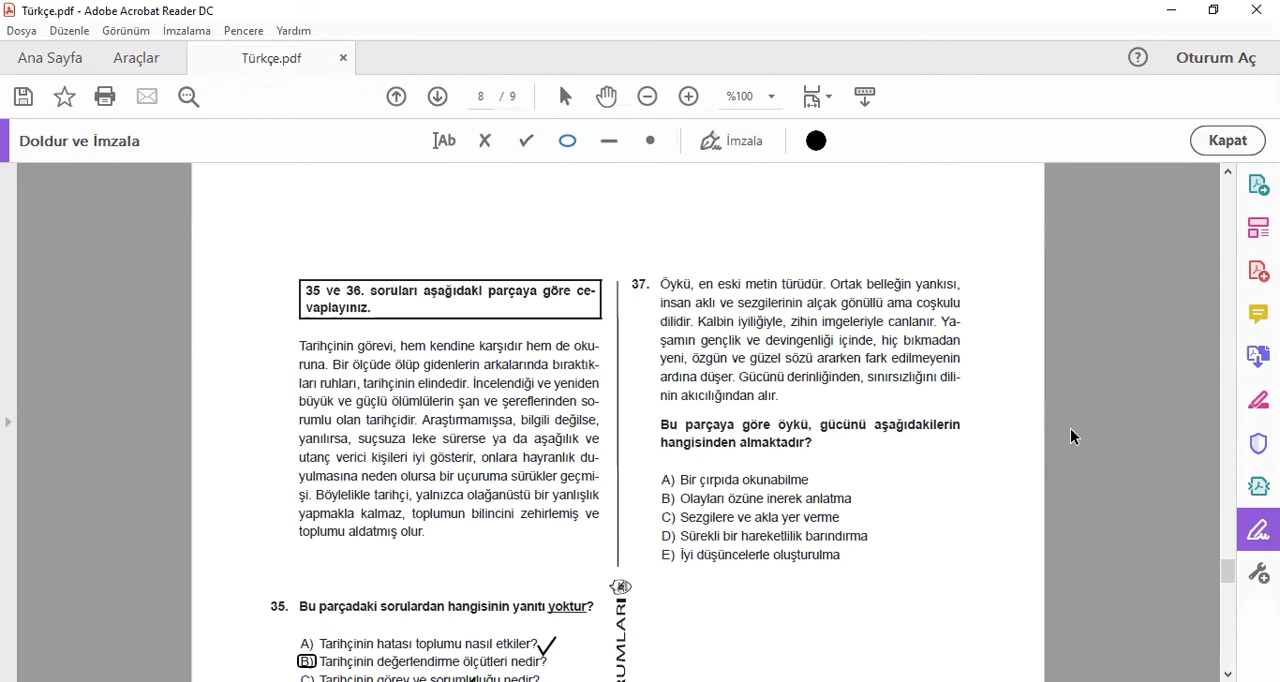 Türkçe.pdf - Adobe Acrobat Reader DC
Dosya Düzenle Görünüm İmzalama Pencere Yardım
Ana Sayfa Araçlar Türkçe.pdf × Oturum Aç
8 / 9 %100
Doldur ve İmzala Ab İmzala Kapat
35 ve 36. soruları aşağıdaki parçaya göre ce-
vaplayınız.
Tarihçinin görevi, hem kendine karşıdır hem de oku-
runa. Bir ölçüde ölüp gidenlerin arkalarında bıraktık-
ları ruhları, tarihçinin elindedir. İncelendiği ve yeniden
büyük ve güçlü ölümlülerin şan ve şereflerinden so-
rumlu olan tarihçidir. Araştırmamışsa, bilgili değilse,
yanılırsa, suçsuza leke sürerse ya da aşağılık ve
utanç verici kişileri iyi gösterir, onlara hayranlık du-
yulmasına neden olursa bir uçuruma sürükler geçmi-
şi. Böylelikle tarihçi, yalnızca olağanüstü bir yanlışlık
yapmakla kalmaz, toplumun bilincini zehirlemiş ve
toplumu aldatmış olur.
35. Bu parçadaki sorulardan hangisinin yanıtı yoktur?
A) Tarihçinin hatası toplumu nasıl etkiler?
B) Tarihçinin değerlendirme ölçütleri nedir?
C) Tarihçinin görev ve sorumluluğu nedir?
RUMLARI
37. Öykü, en eski metin türüdür. Ortak belleğin yankısı,
insan aklı ve sezgilerinin alçak gönüllü ama coşkulu
dilidir. Kalbin iyiliğiyle, zihin imgeleriyle canlanır. Ya-
şamın gençlik ve devingenliği içinde, hiç bıkmadan
yeni, özgün ve güzel sözü ararken fark edilmeyenin
ardına düşer. Gücünü derinliğinden, sınırsızlığını dili-
nin akıcılığından alır.
Bu parçaya göre öykü, gücünü aşağıdakilerin
hangisinden almaktadır?
A) Bir çırpıda okunabilme
B) Olayları özüne inerek anlatma
C) Sezgilere ve akla yer verme
D) Sürekli bir hareketlilik barındırma
E) İyi düşüncelerle oluşturulma